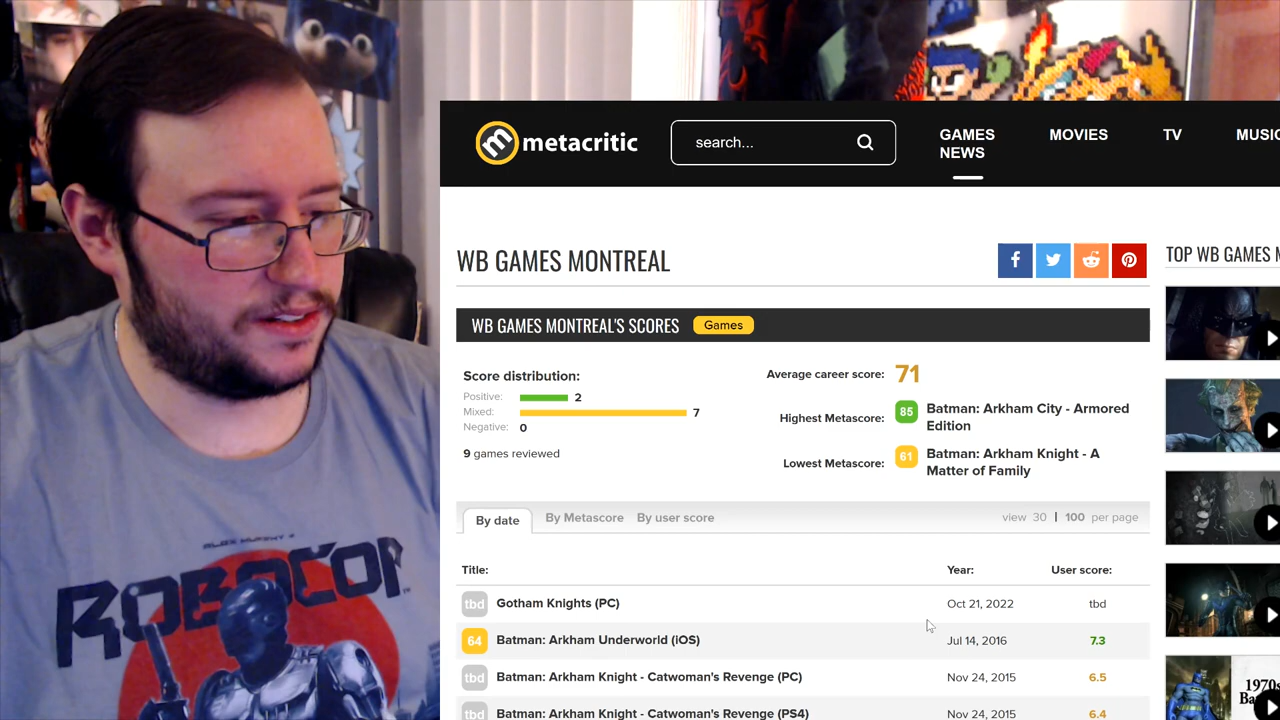 metacritic
search...
GAMES
MOVIES
TV
MUSIC
NEWS
WB GAMES MONTREAL
TOP WB GAMES M
WB GAMES MONTREAL'S SCORES
Games
Score distribution:
Positive: 2
Mixed: 7
Negative: 0
9 games reviewed
Average career score: 71
Highest Metascore: 85 Batman: Arkham City - Armored
Edition
Lowest Metascore: 61 Batman: Arkham Knight - A
Matter of Family
By date By Metascore By user score view 30 | 100 per page
Title: Year: User score:
tbd Gotham Knights (PC) Oct 21, 2022 tbd
64 Batman: Arkham Underworld (iOS) Jul 14, 2016 7.3
tbd Batman: Arkham Knight - Catwoman's Revenge (PC) Nov 24, 2015 6.5
tbd Batman: Arkham Knight - Catwoman's Revenge (PS4) Nov 24, 2015 6.4
1970s
Ba
ALEX MURPHY
ROBOCOP